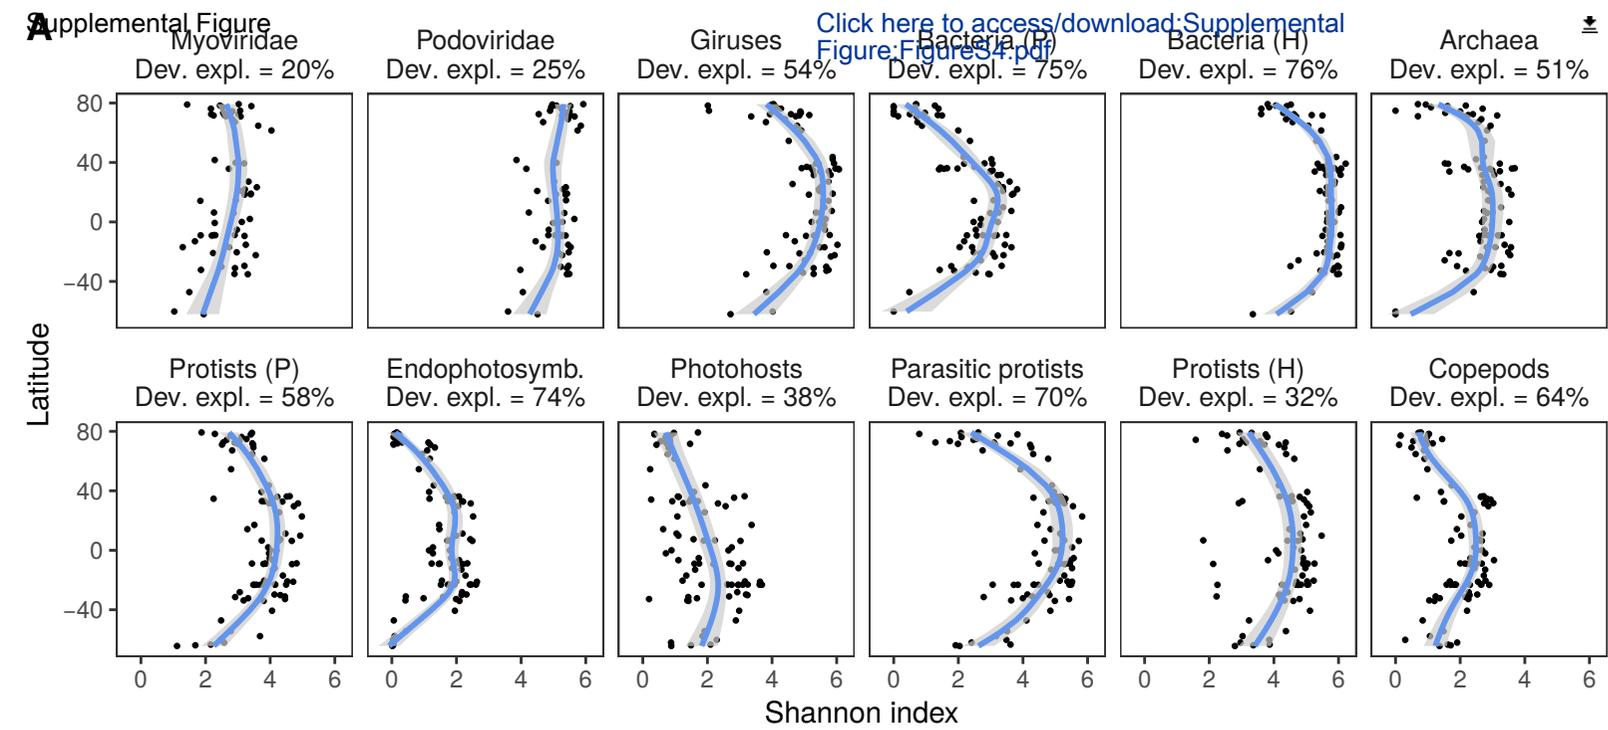 Supplemental Figure
Click here to access/download;Supplemental
Figure;FigureS4.pdf
A
Myoviridae
Dev. expl. = 20%
Podoviridae
Dev. expl. = 25%
Giruses
Dev. expl. = 54%
Bacteria (P)
Dev. expl. = 75%
Bacteria (H)
Dev. expl. = 76%
Archaea
Dev. expl. = 51%
80
40
0
−40
Latitude
Protists (P)
Dev. expl. = 58%
Endophotosymb.
Dev. expl. = 74%
Photohosts
Dev. expl. = 38%
Parasitic protists
Dev. expl. = 70%
Protists (H)
Dev. expl. = 32%
Copepods
Dev. expl. = 64%
80
40
0
−40
0 2 4 6
0 2 4 6
0 2 4 6
0 2 4 6
0 2 4 6
0 2 4 6
Shannon index